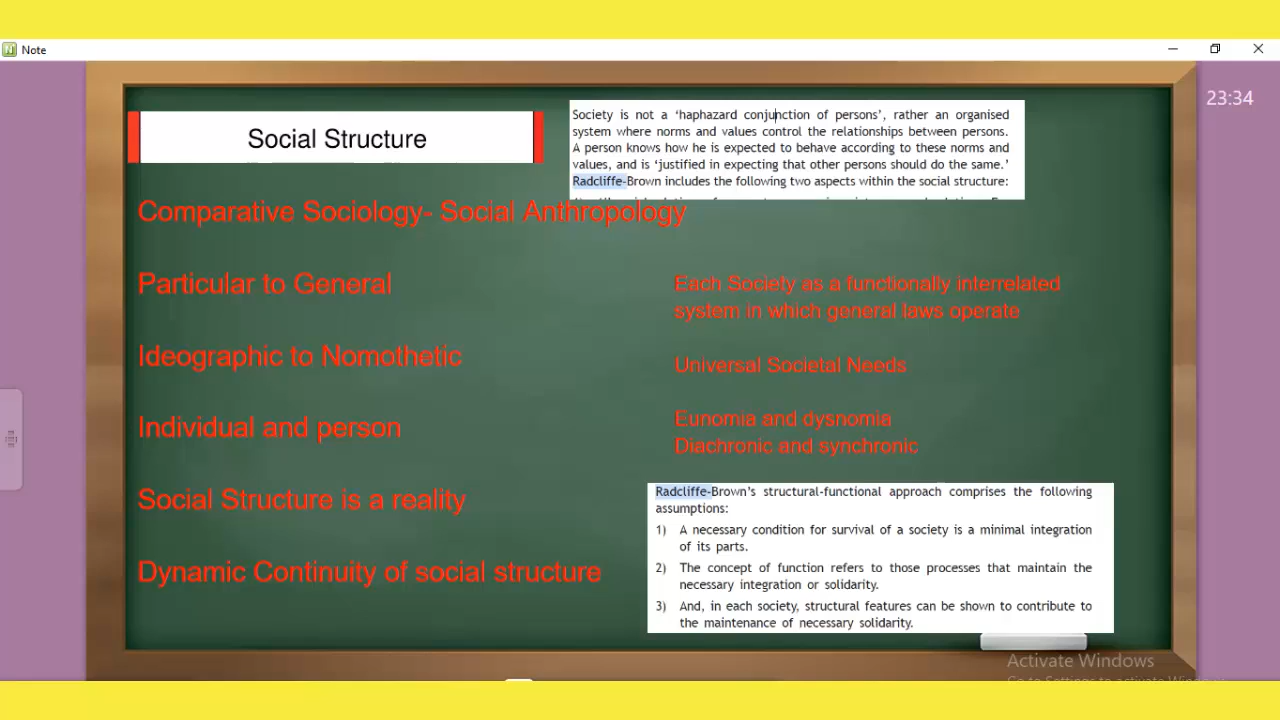 Note
23:34
Social Structure
Society is not a ‘haphazard conjunction of persons’, rather an organised
system where norms and values control the relationships between persons.
A person knows how he is expected to behave according to these norms and
values, and is ‘justified in expecting that other persons should do the same.’
Radcliffe-Brown includes the following two aspects within the social structure:
Comparative Sociology- Social Anthropology
Particular to General
Ideographic to Nomothetic
Individual and person
Social Structure is a reality
Dynamic Continuity of social structure
Each Society as a functionally interrelated
system in which general laws operate
Universal Societal Needs
Eunomia and dysnomia
Diachronic and synchronic
Radcliffe-Brown’s structural-functional approach comprises the following
assumptions:
1) A necessary condition for survival of a society is a minimal integration
of its parts.
2) The concept of function refers to those processes that maintain the
necessary integration or solidarity.
3) And, in each society, structural features can be shown to contribute to
the maintenance of necessary solidarity.
Activate Windows
Go to Settings to activate Windows.